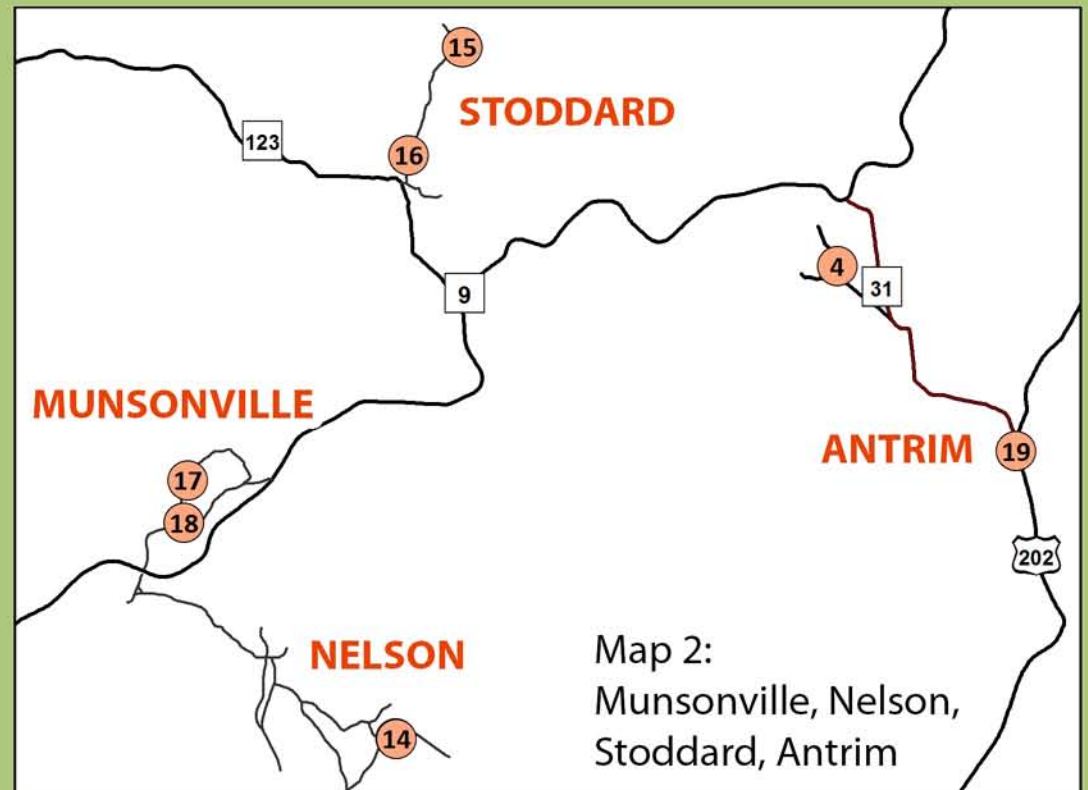 15
STODDARD
123
16
4
31
9
MUNSONVILLE
ANTRIM
19
17
18
202
NELSON
14
Map 2:
Munsonville, Nelson,
Stoddard, Antrim